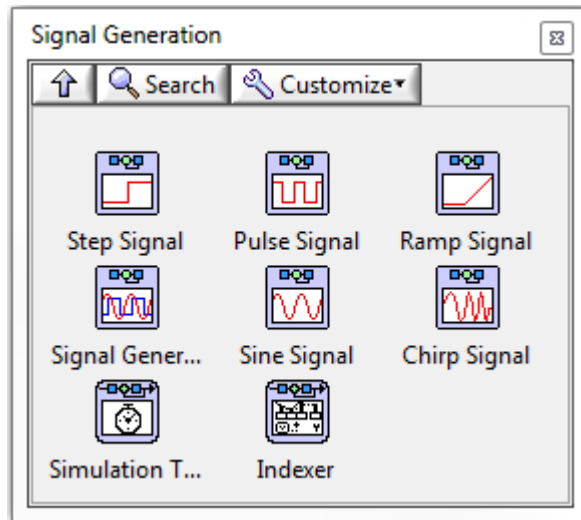 Signal Generation
Search Customize
Step Signal Pulse Signal Ramp Signal
Signal Gener... Sine Signal Chirp Signal
Simulation T... Indexer